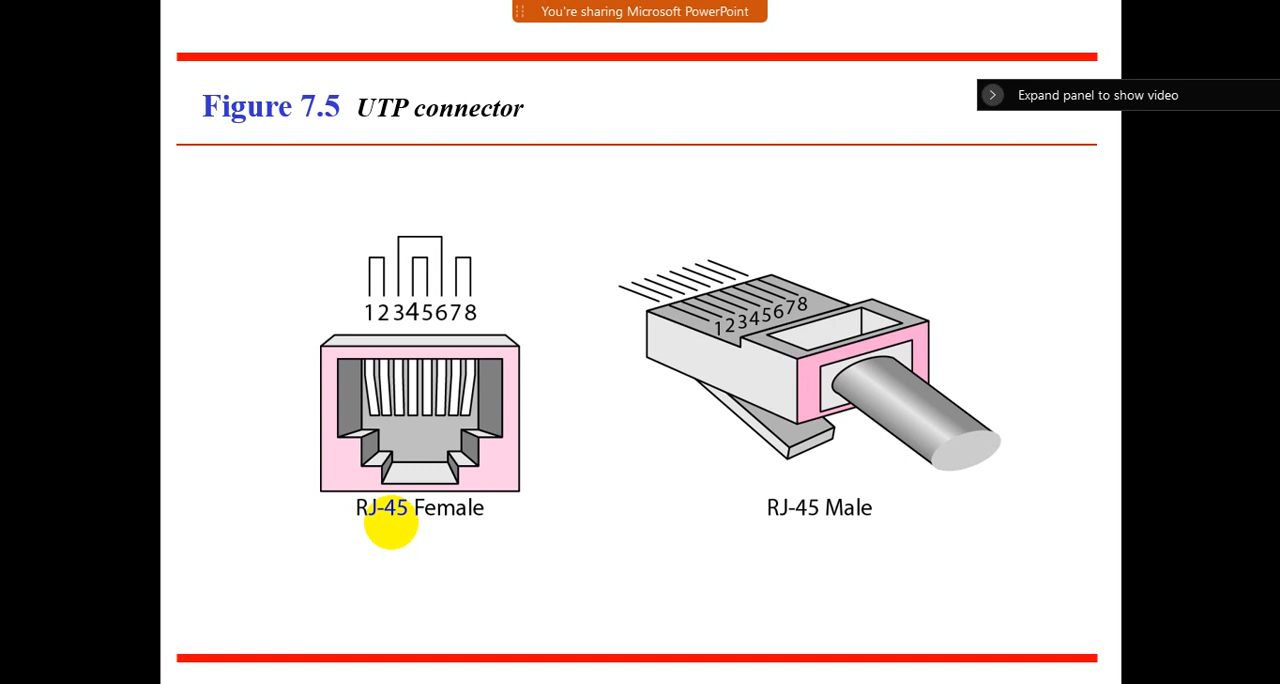 You're sharing Microsoft PowerPoint
Expand panel to show video
Figure 7.5 UTP connector
12345678
12345678
RJ-45 Female
RJ-45 Male